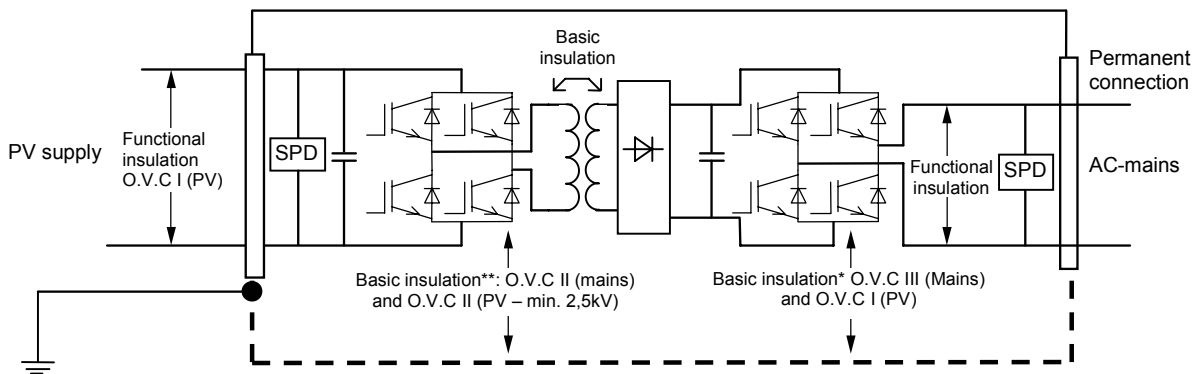 Basic
insulation
Permanent
connection
PV supply
Functional
insulation
O.V.C I (PV)
SPD
Functional
insulation
SPD
AC-mains
Basic insulation**: O.V.C II (mains)
and O.V.C II (PV – min. 2,5kV)
Basic insulation* O.V.C III (Mains)
and O.V.C I (PV)